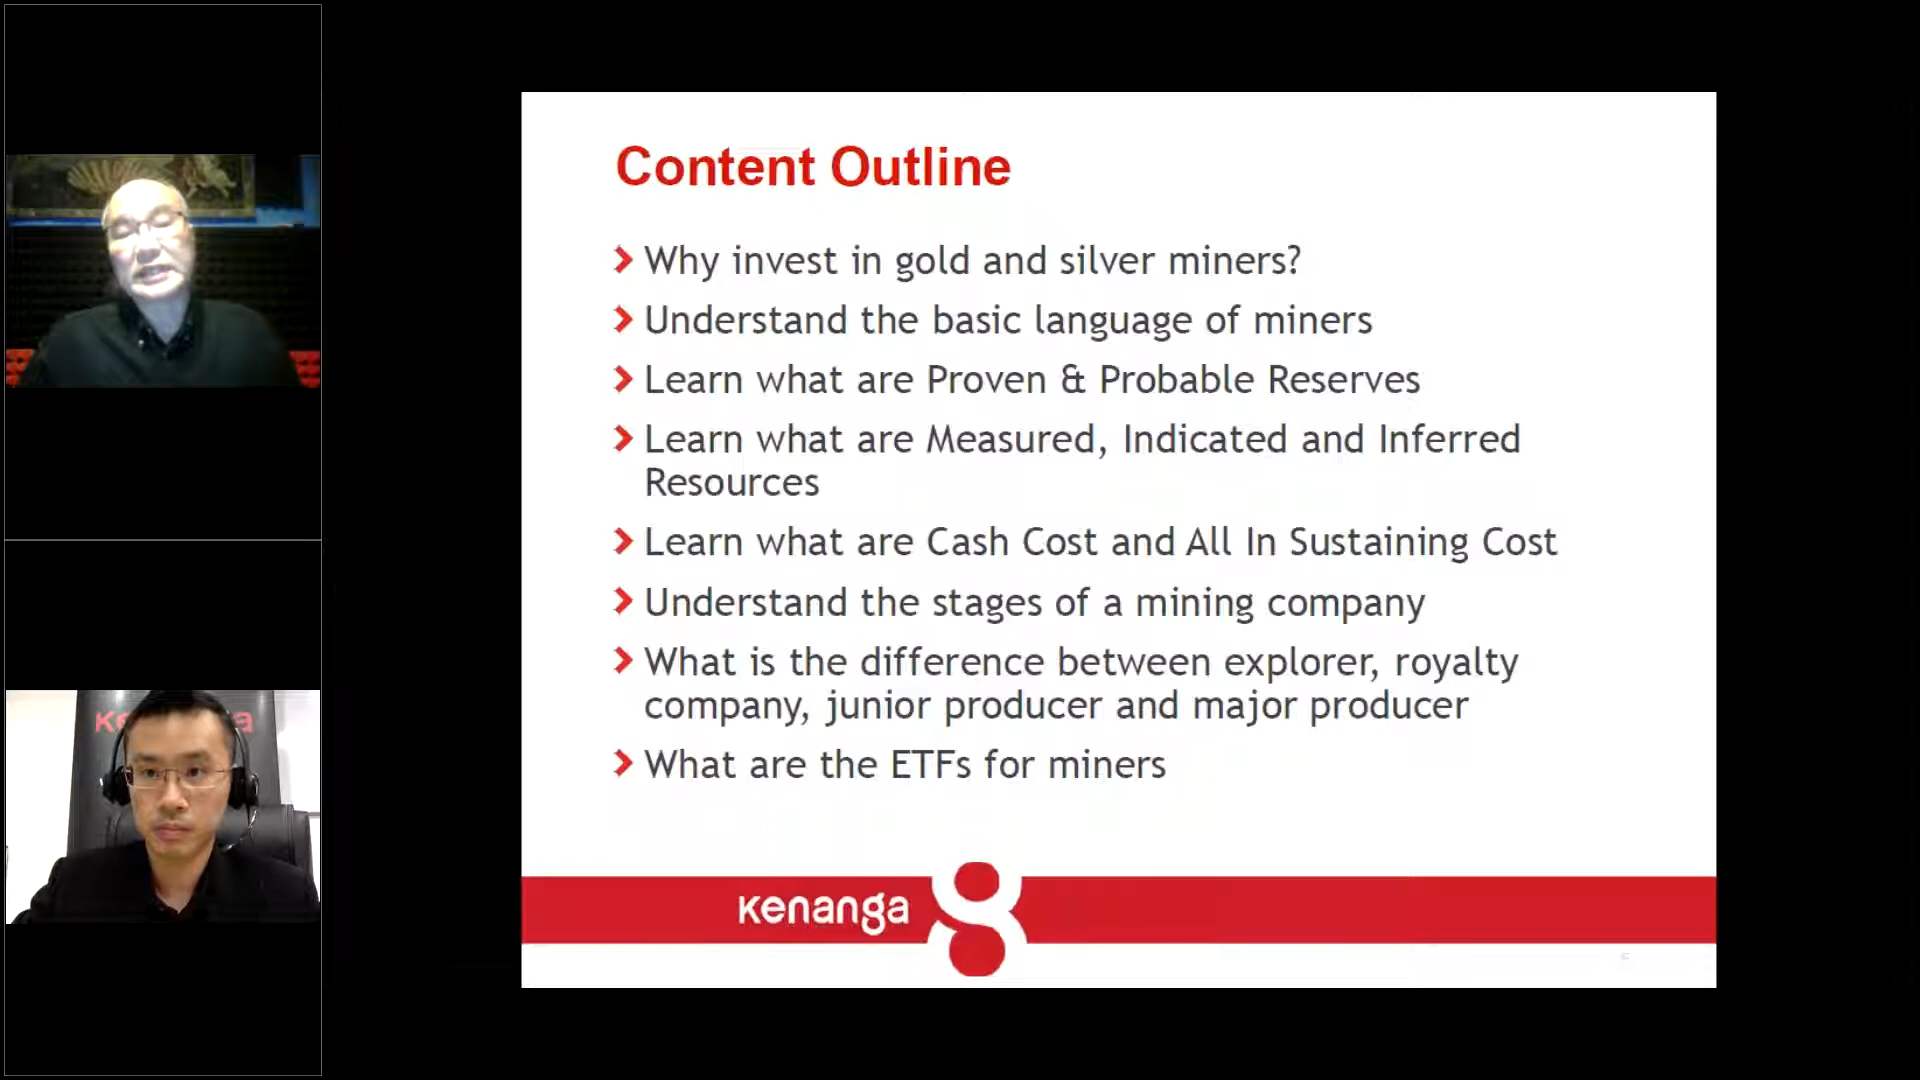 Content Outline
Why invest in gold and silver miners?
Understand the basic language of miners
Learn what are Proven & Probable Reserves
Learn what are Measured, Indicated and Inferred
Resources
Learn what are Cash Cost and All In Sustaining Cost
Understand the stages of a mining company
What is the difference between explorer, royalty
company, junior producer and major producer
What are the ETFs for miners
kenanga